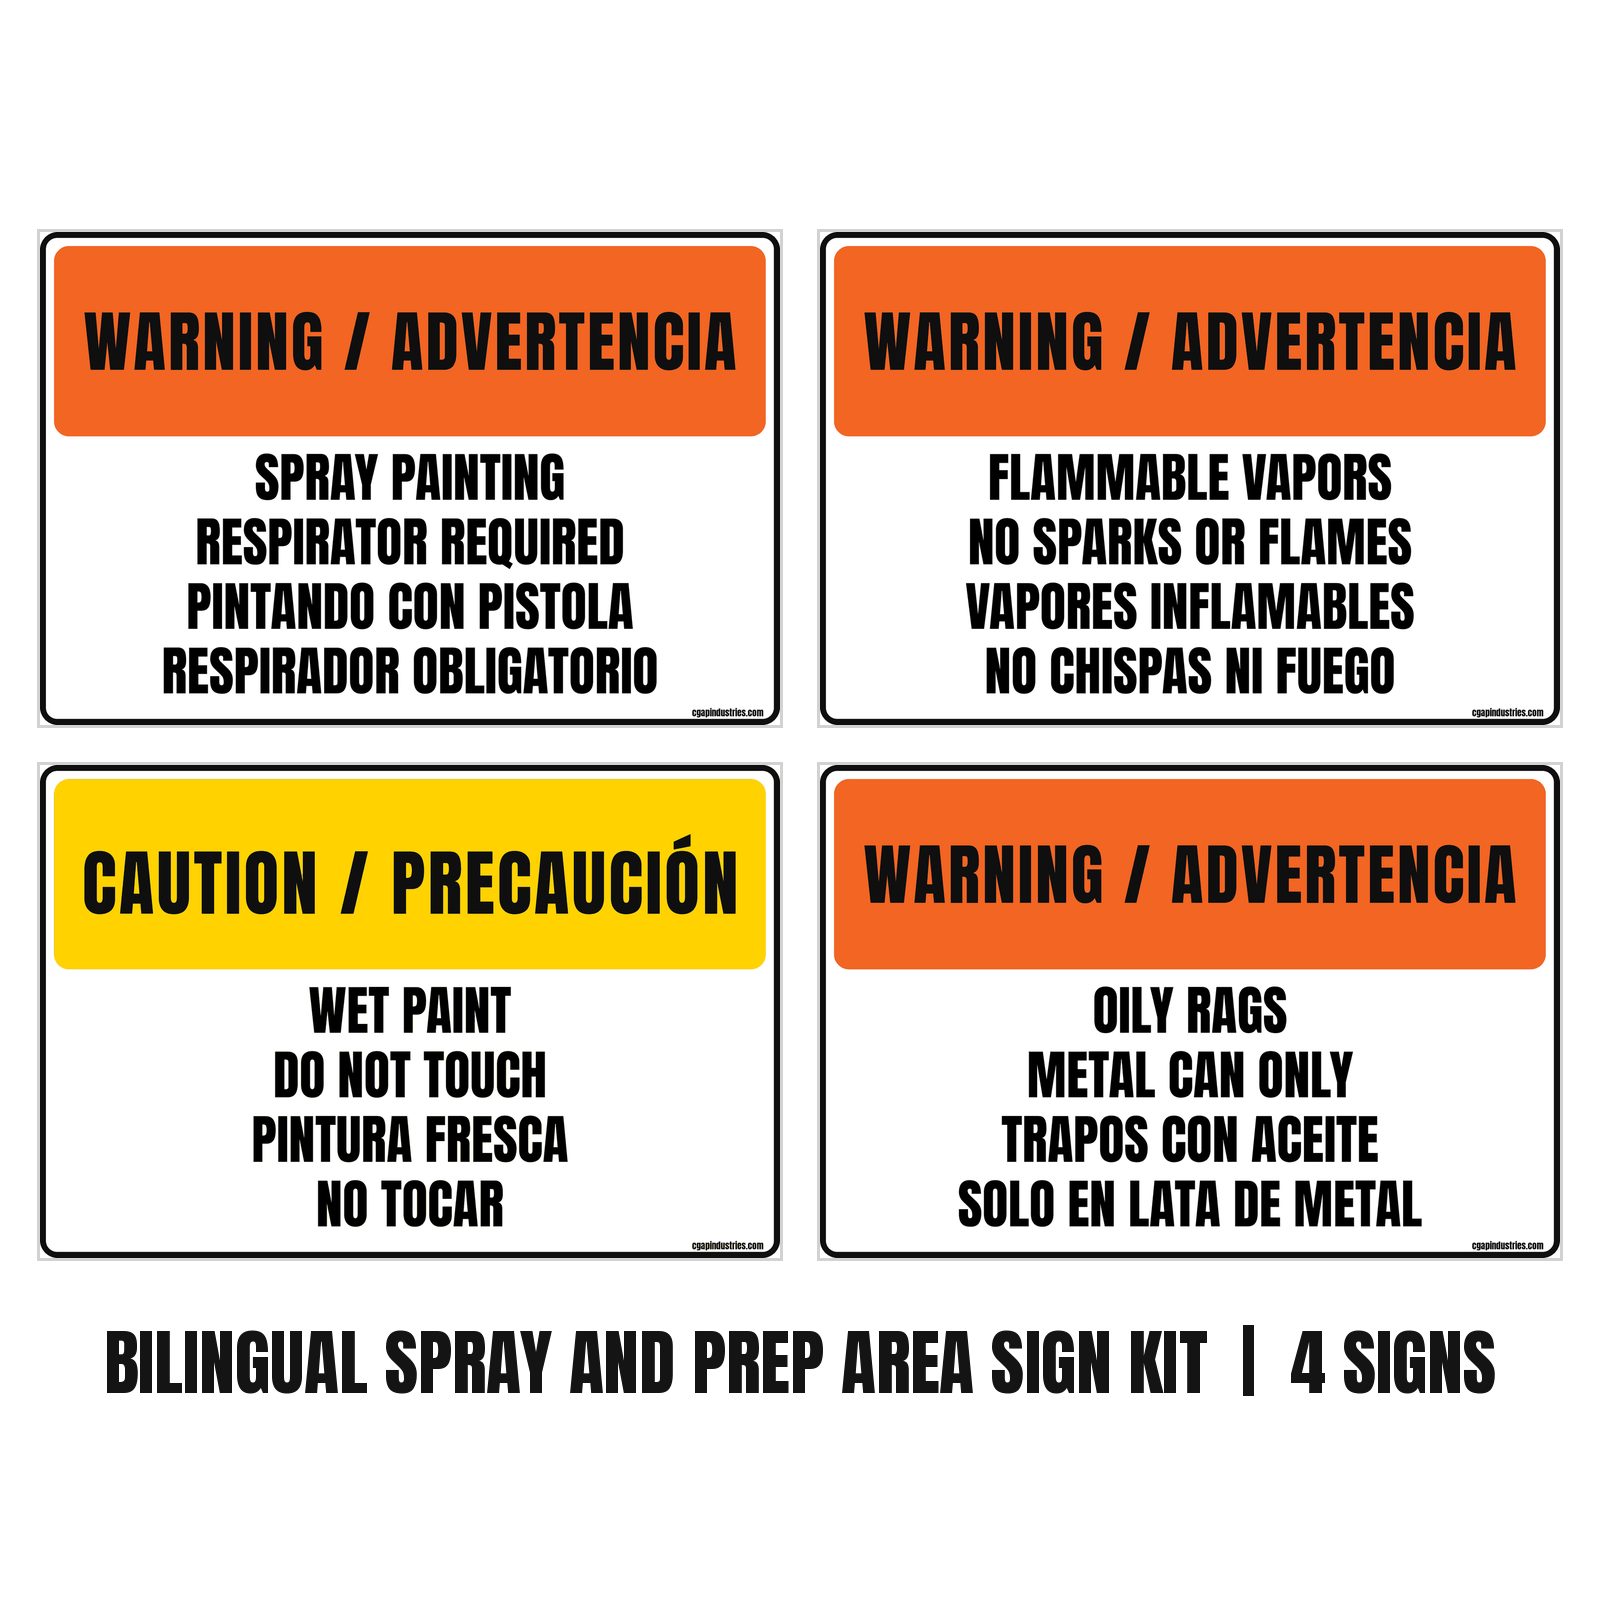 WARNING / ADVERTENCIA
SPRAY PAINTING
RESPIRATOR REQUIRED
PINTANDO CON PISTOLA
RESPIRADOR OBLIGATORIO
cgapindustries.com
WARNING / ADVERTENCIA
FLAMMABLE VAPORS
NO SPARKS OR FLAMES
VAPORES INFLAMABLES
NO CHISPAS NI FUEGO
cgapindustries.com
CAUTION / PRECAUCIÓN
WET PAINT
DO NOT TOUCH
PINTURA FRESCA
NO TOCAR
cgapindustries.com
WARNING / ADVERTENCIA
OILY RAGS
METAL CAN ONLY
TRAPOS CON ACEITE
SOLO EN LATA DE METAL
cgapindustries.com
BILINGUAL SPRAY AND PREP AREA SIGN KIT | 4 SIGNS